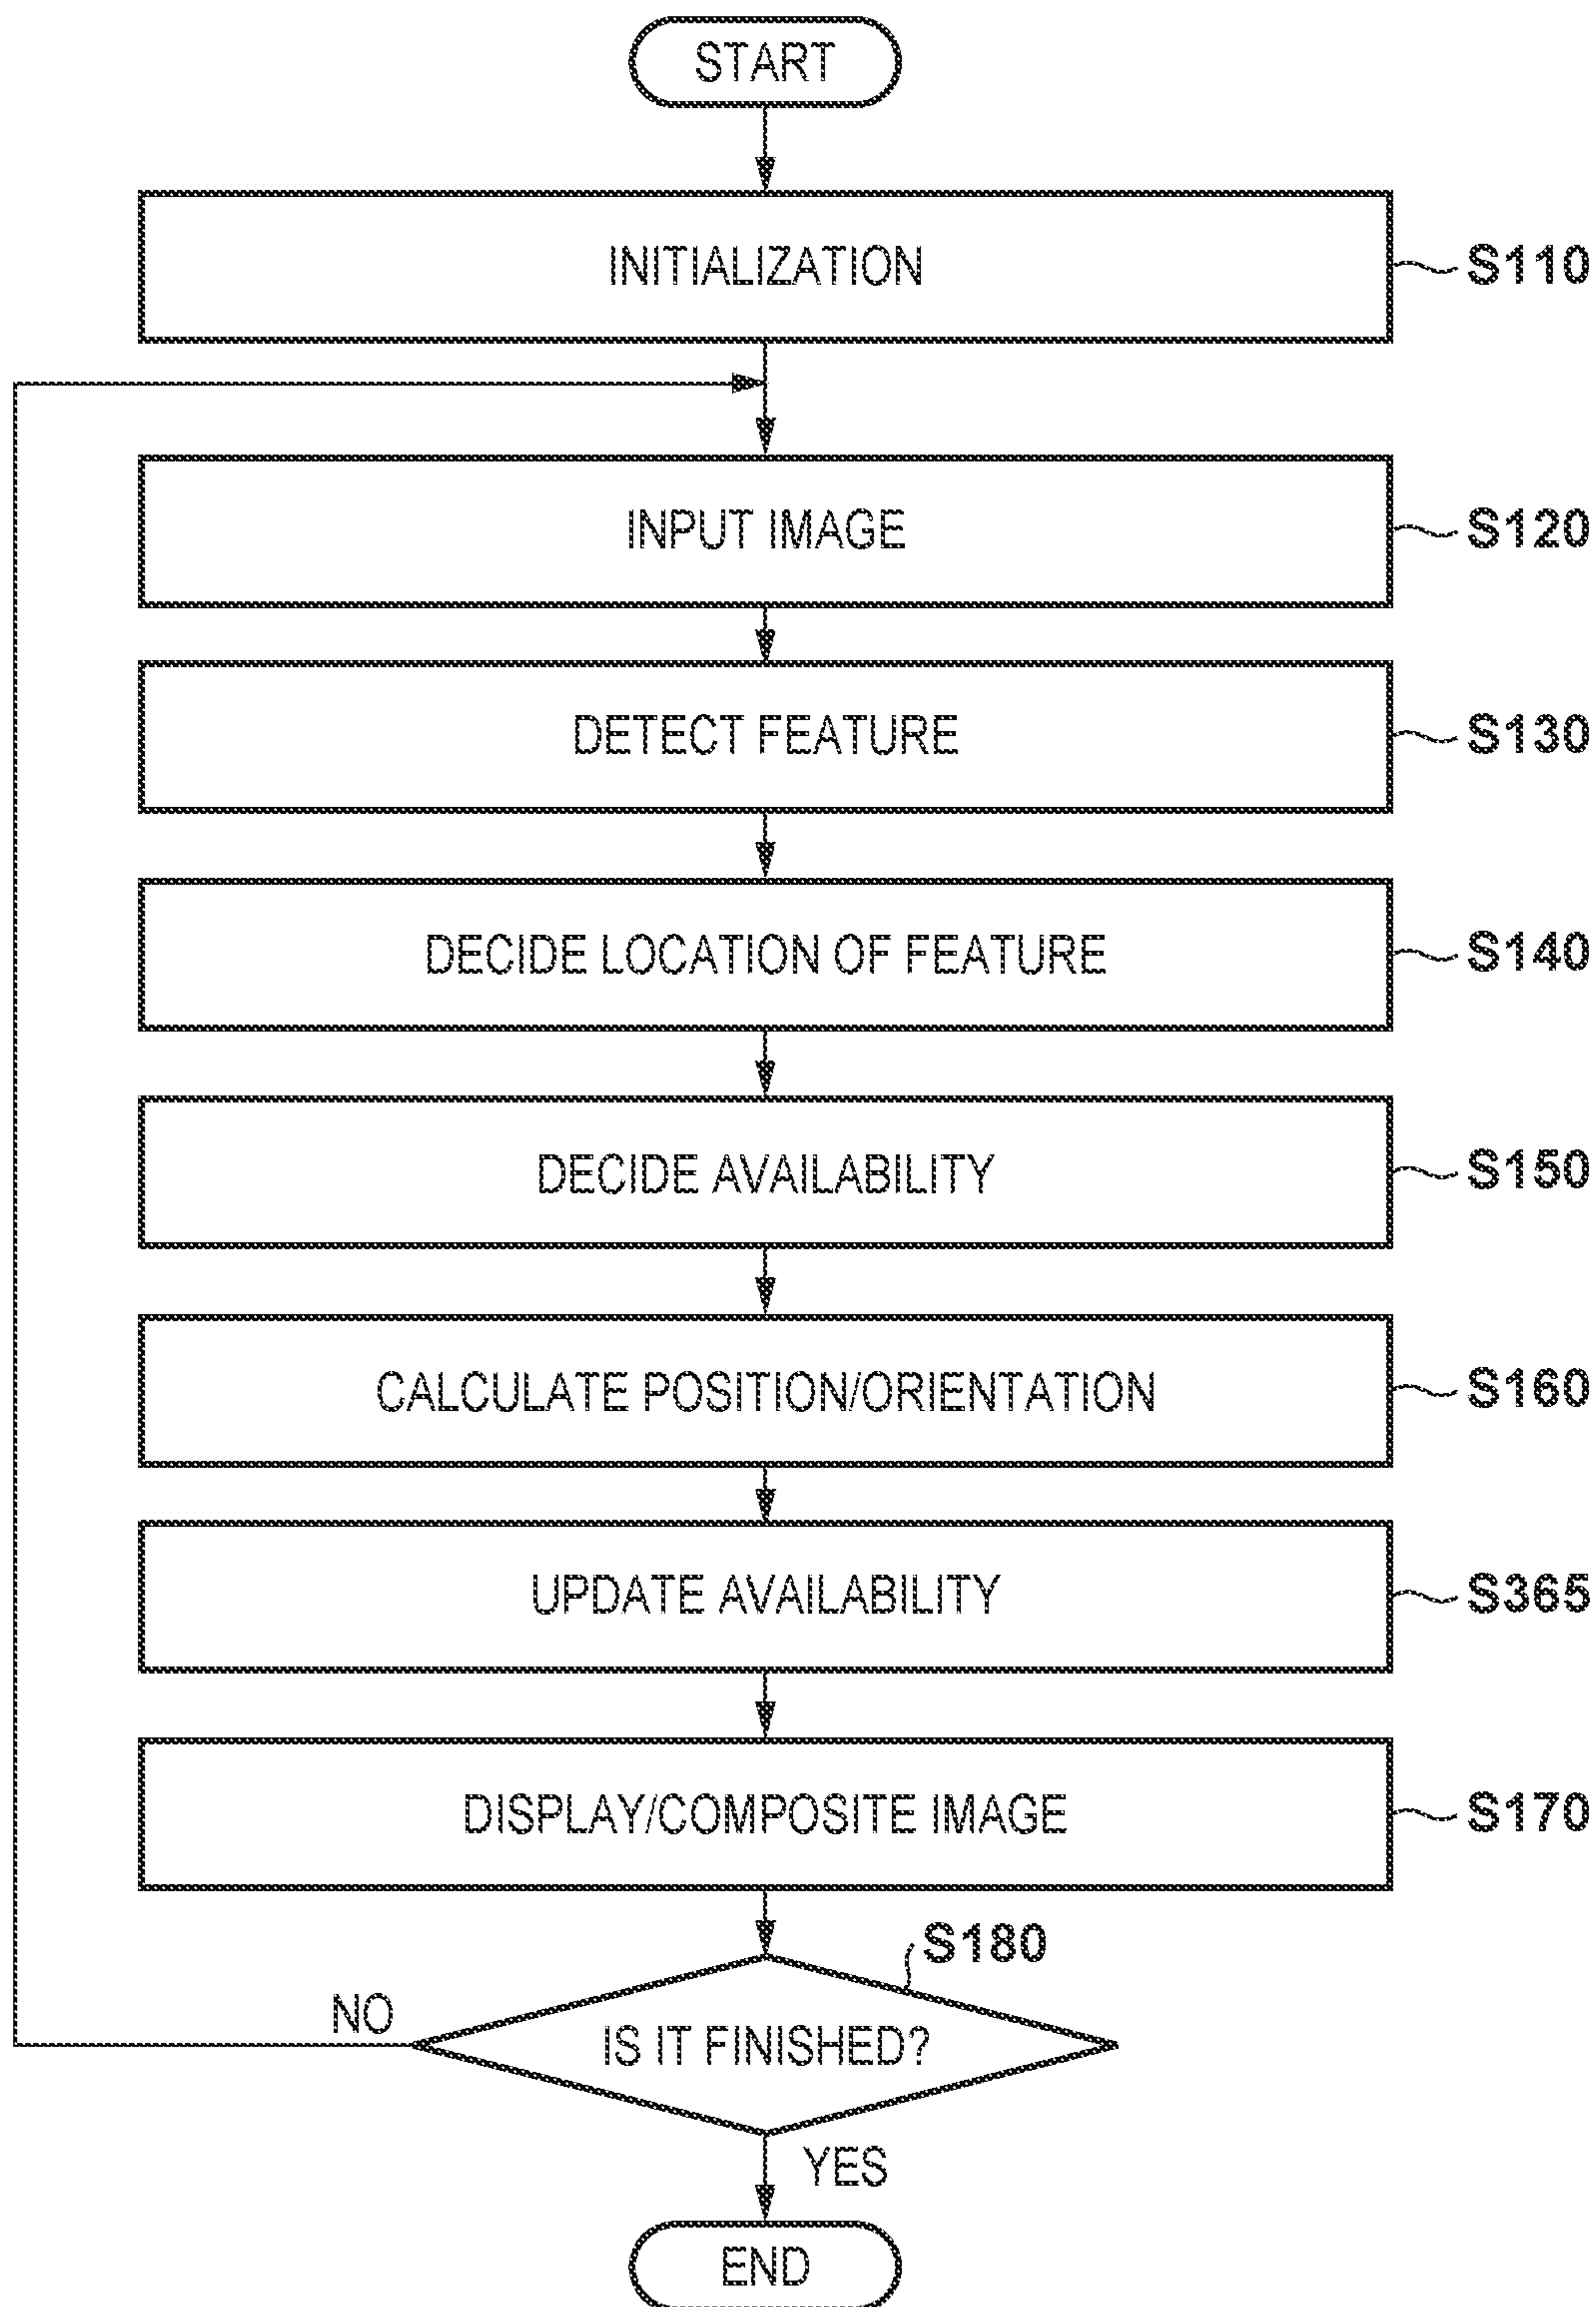 START
INITIALIZATION
S110
INPUT IMAGE
S120
DETECT FEATURE
S130
DECIDE LOCATION OF FEATURE
S140
DECIDE AVAILABILITY
S150
CALCULATE POSITION/ORIENTATION
S160
UPDATE AVAILABILITY
S365
DISPLAY/COMPOSITE IMAGE
S170
S180
NO
IS IT FINISHED?
YES
END